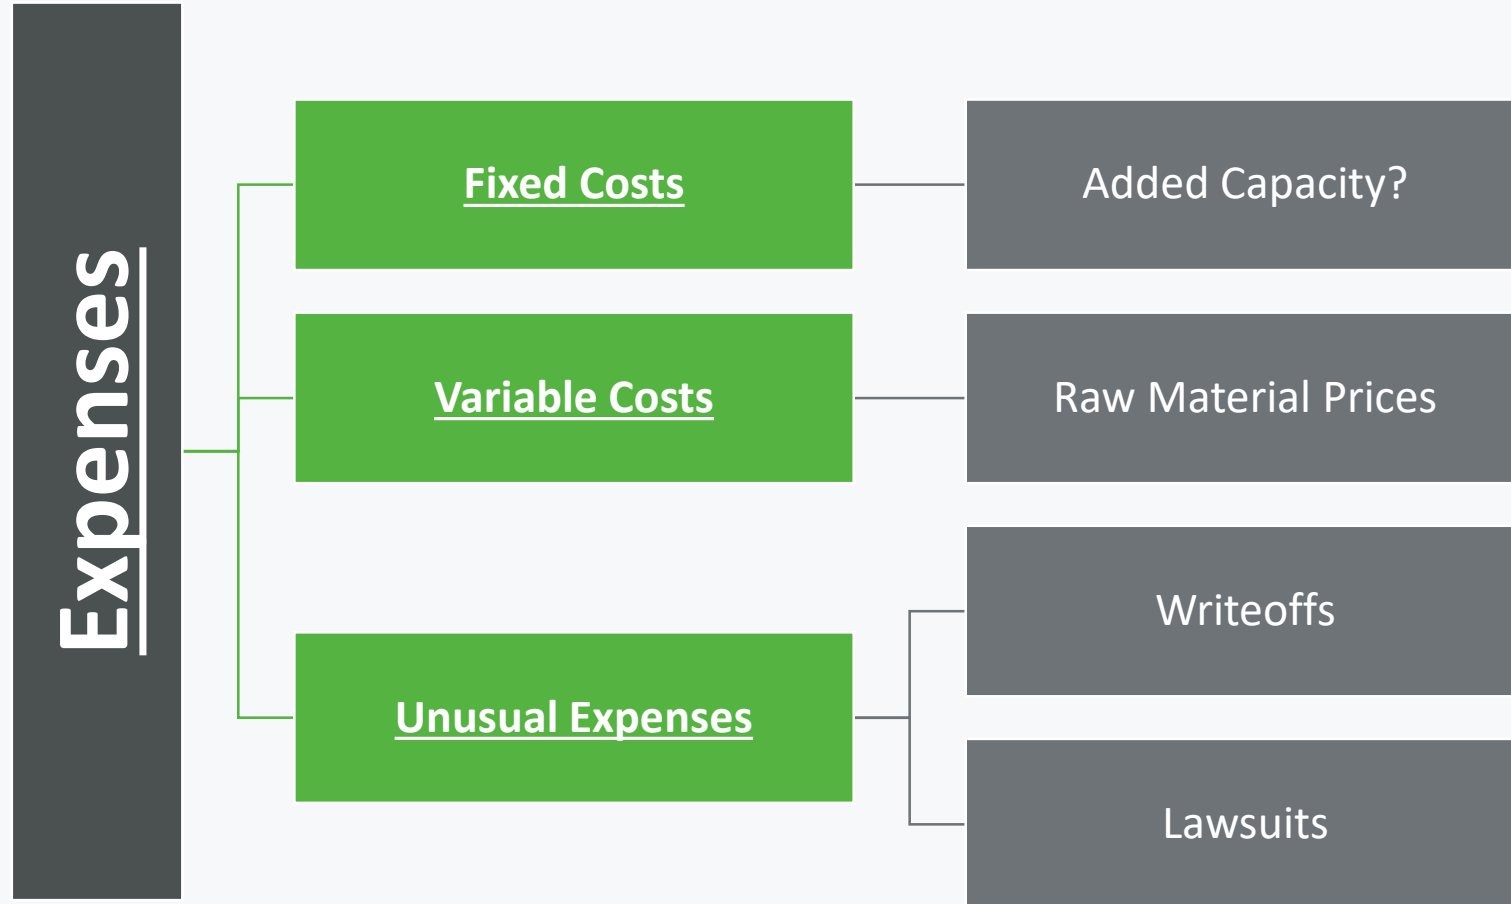 Expenses
Fixed Costs
Added Capacity?
Variable Costs
Raw Material Prices
Unusual Expenses
Writeoffs
Lawsuits